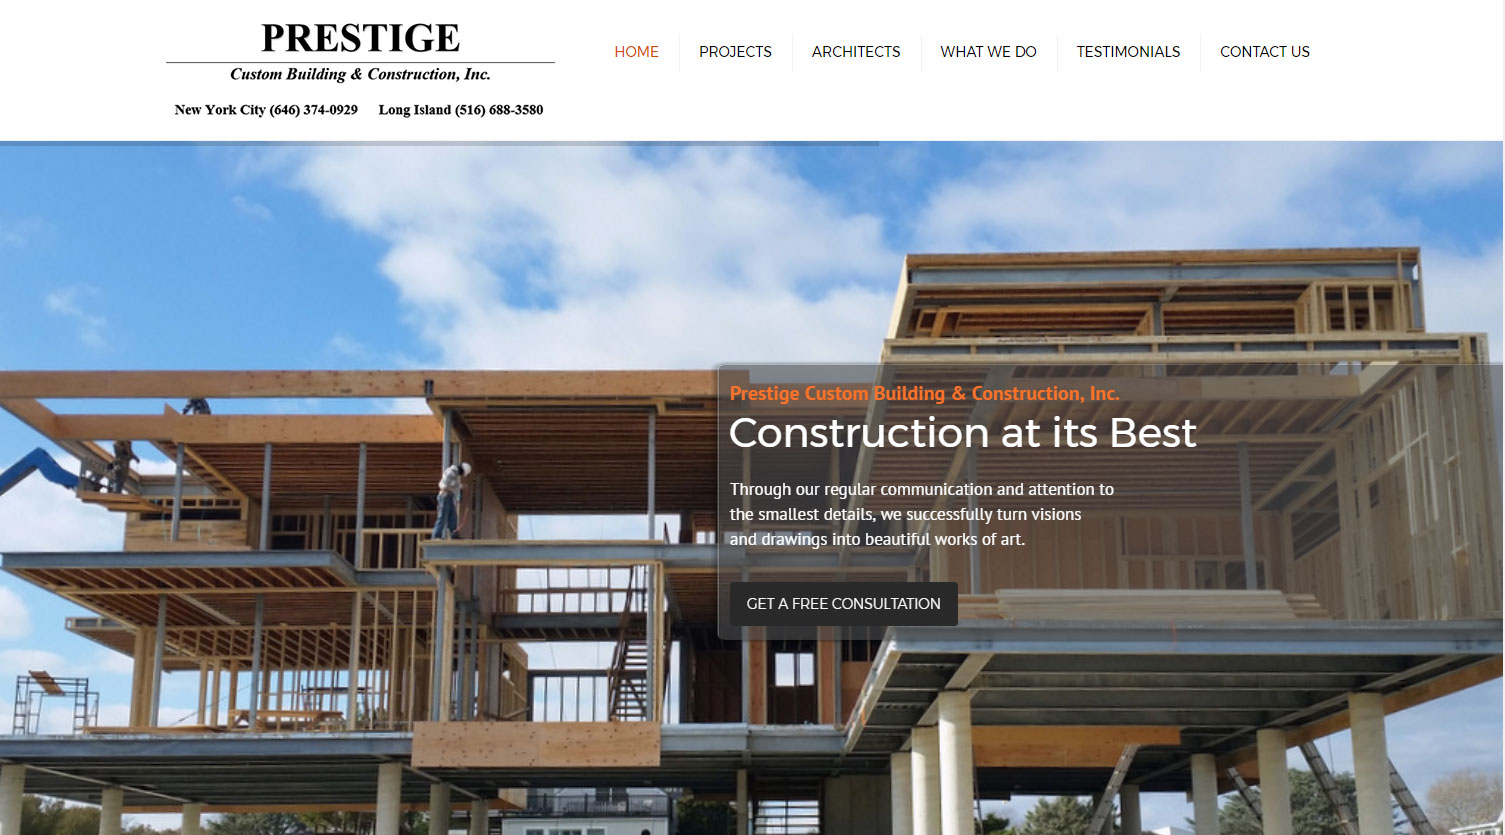 PRESTIGE
Custom Building & Construction, Inc.
New York City (646) 374-0929 Long Island (516) 688-3580
HOME PROJECTS ARCHITECTS WHAT WE DO TESTIMONIALS CONTACT US
Prestige Custom Building & Construction, Inc.
Construction at its Best
Through our regular communication and attention to
the smallest details, we successfully turn visions
and drawings into beautiful works of art.
GET A FREE CONSULTATION